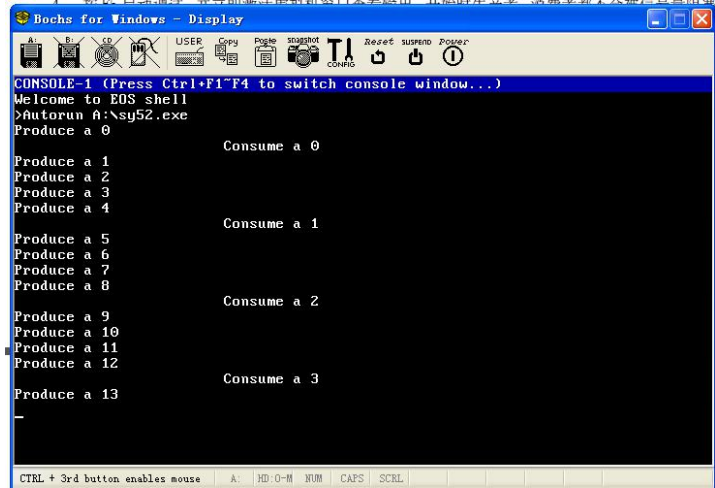 Bochs for Windows - Display
A: B: CD USER Copy Paste snapshot CONFIG Reset SUSPEND Power
CONSOLE-1 (Press Ctrl+F1~F4 to switch console window...)
Welcome to EOS shell
>Autorun A:\sy52.exe
Produce a 0
Consume a 0
Produce a 1
Produce a 2
Produce a 3
Produce a 4
Consume a 1
Produce a 5
Produce a 6
Produce a 7
Produce a 8
Consume a 2
Produce a 9
Produce a 10
Produce a 11
Produce a 12
Consume a 3
Produce a 13
CTRL + 3rd button enables mouse A: HD:0-M NUM CAPS SCRL